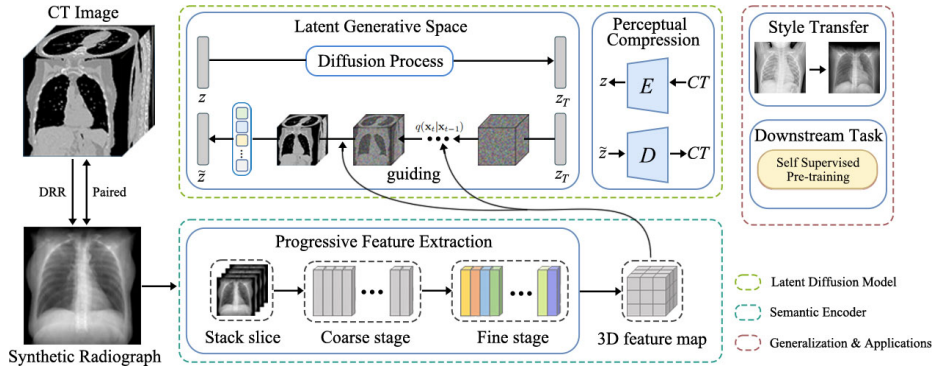 CT Image
DRR
Paired
Synthetic Radiograph
Latent Generative Space
Diffusion Process
z
z_T
z̃
q(x_t|x_{t-1})
guiding
z_T
Perceptual
Compression
z
E
CT
z̃
D
CT
Style Transfer
Downstream Task
Self Supervised
Pre-training
Progressive Feature Extraction
Stack slice
Coarse stage
Fine stage
3D feature map
Latent Diffusion Model
Semantic Encoder
Generalization & Applications